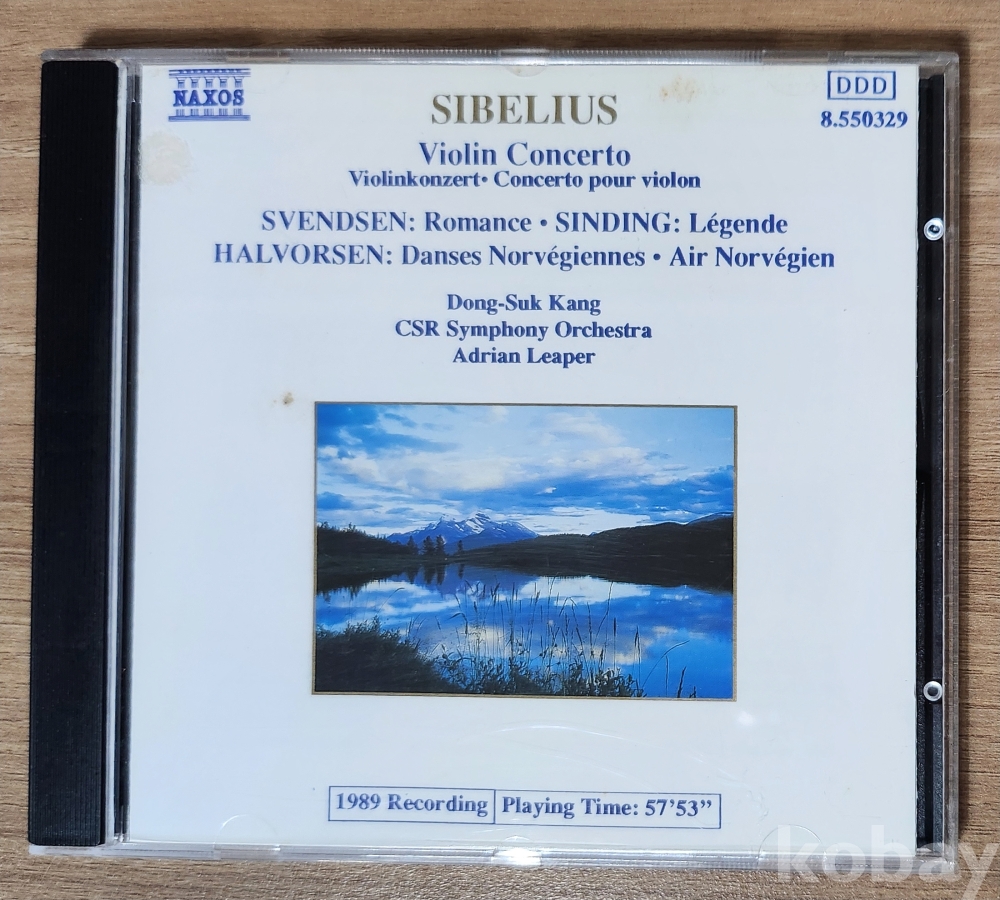 NAXOS
DDD
8.550329
SIBELIUS
Violin Concerto
Violinkonzert• Concerto pour violon
SVENDSEN: Romance • SINDING: Légende
HALVORSEN: Danses Norvégiennes • Air Norvégien
Dong-Suk Kang
CSR Symphony Orchestra
Adrian Leaper
1989 Recording Playing Time: 57'53”
kobay